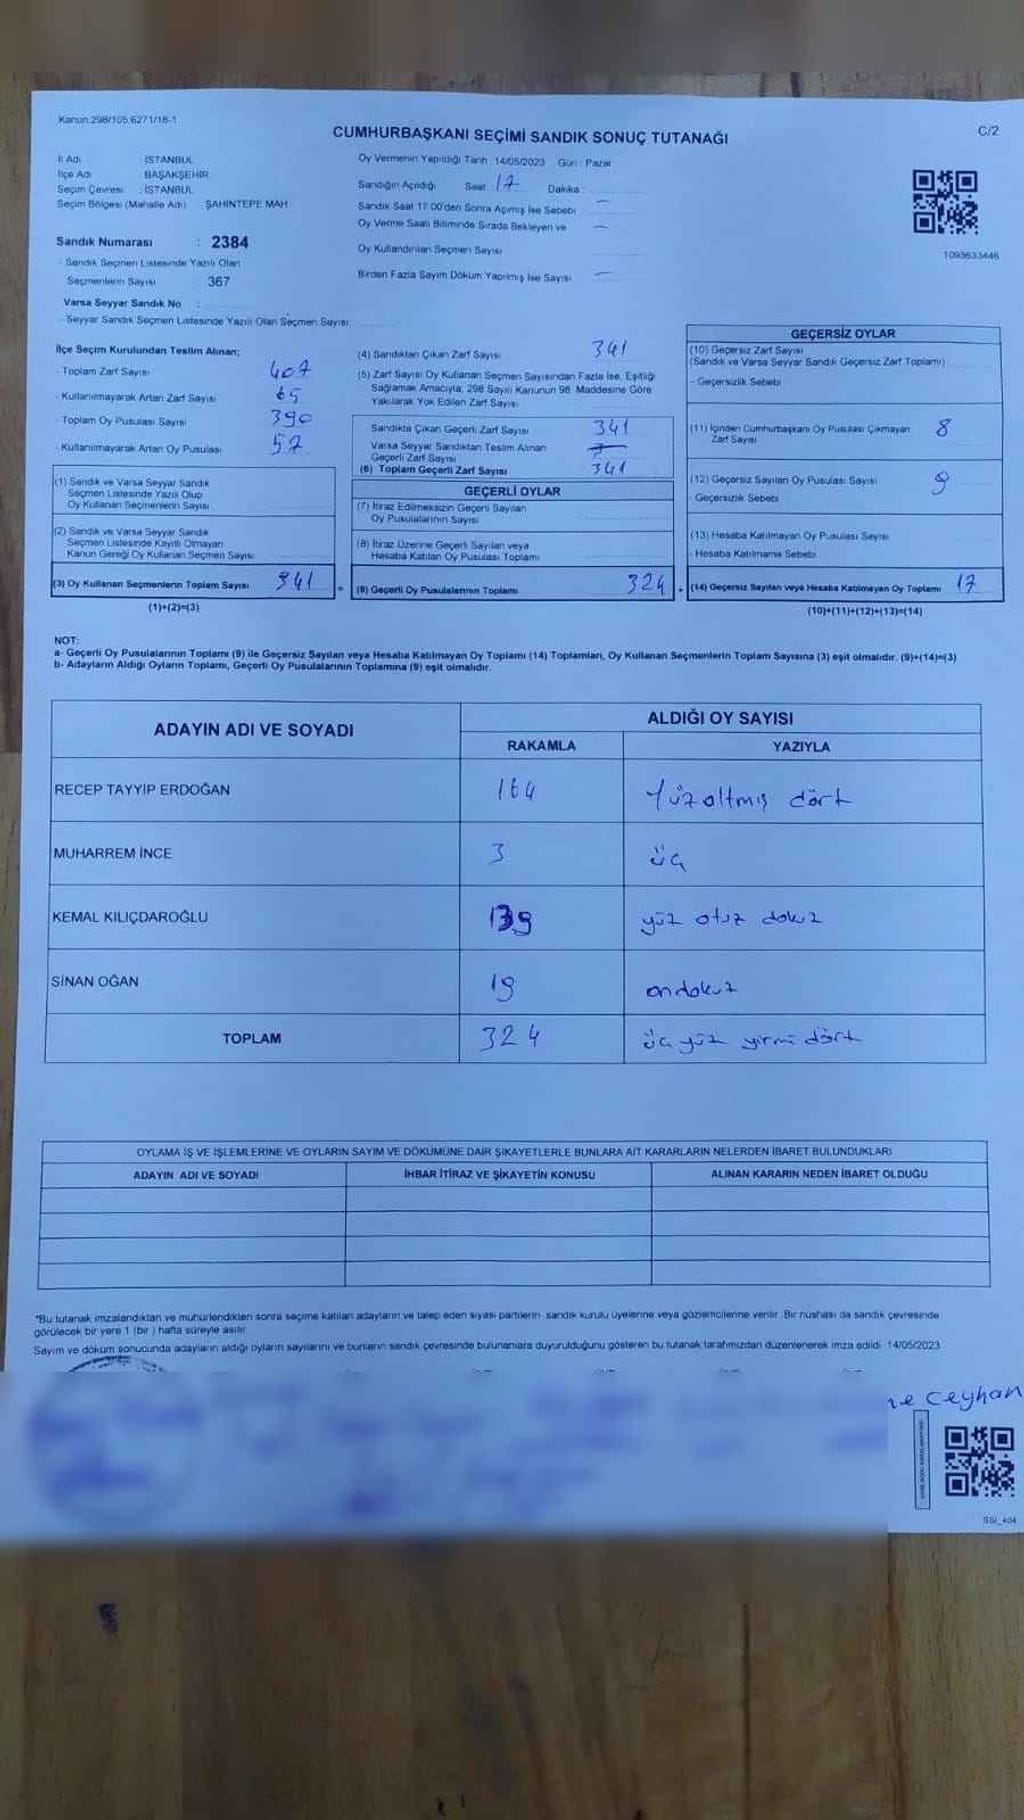 Kanun:298/105,6271/18-1
CUMHURBAŞKANI SEÇİMİ SANDIK SONUÇ TUTANAĞI
C/2
İl Adı : İSTANBUL
İlçe Adı : BAŞAKŞEHİR
Seçim Çevresi : İSTANBUL
Seçim Bölgesi (Mahalle Adı) ŞAHİNTEPE MAH.
Oy Vermenin Yapıldığı Tarih : 14/05/2023 Gün : Pazar
Sandığın Açıldığı Saat : 17 Dakika :
Sandık Saat 17:00'den Sonra Açılmış İse Sebebi —
Oy Verme Saati Bitiminde Sırada Bekleyen ve —
Oy Kullandırılan Seçmen Sayısı
Birden Fazla Sayım Döküm Yapılmış İse Sayısı —
1093633446
Sandık Numarası : 2384
- Sandık Seçmen Listesinde Yazılı Olan
Seçmenlerin Sayısı 367
Varsa Seyyar Sandık No :
- Seyyar Sandık Seçmen Listesinde Yazılı Olan Seçmen Sayısı
İlçe Seçim Kurulundan Teslim Alınan;
- Toplam Zarf Sayısı 407
- Kullanılmayarak Artan Zarf Sayısı 65
- Toplam Oy Pusulası Sayısı 390
- Kullanılmayarak Artan Oy Pusulası 57
(1) Sandık ve Varsa Seyyar Sandık
Seçmen Listesinde Yazılı Olup
Oy Kullanan Seçmenlerin Sayısı
(2) Sandık ve Varsa Seyyar Sandık
Seçmen Listesinde Kayıtlı Olmayan
Kanun Gereği Oy Kullanan Seçmen Sayısı
(3) Oy Kullanan Seçmenlerin Toplam Sayısı 341
(1)+(2)=(3)
(4) Sandıktan Çıkan Zarf Sayısı 341
(5) Zarf Sayısı Oy Kullanan Seçmen Sayısından Fazla İse, Eşitliği
Sağlamak Amacıyla, 298 Sayılı Kanunun 98. Maddesine Göre
Yakılarak Yok Edilen Zarf Sayısı
Sandıkta Çıkan Geçerli Zarf Sayısı 341
Varsa Seyyar Sandıktan Teslim Alınan
Geçerli Zarf Sayısı
(6) Toplam Geçerli Zarf Sayısı 341
GEÇERLİ OYLAR
(7) İtiraz Edilmeksizin Geçerli Sayılan
Oy Pusulalarının Sayısı
(8) İtiraz Üzerine Geçerli Sayılan veya
Hesaba Katılan Oy Pusulası Toplamı
= (9) Geçerli Oy Pusulalarının Toplamı 324
GEÇERSİZ OYLAR
(10) Geçersiz Zarf Sayısı
(Sandık ve Varsa Seyyar Sandık Geçersiz Zarf Toplamı)
- Geçersizlik Sebebi
(11) İçinden Cumhurbaşkanı Oy Pusulası Çıkmayan 8
Zarf Sayısı
(12) Geçersiz Sayılan Oy Pusulası Sayısı 9
- Geçersizlik Sebebi
(13) Hesaba Katılmayan Oy Pusulası Sayısı
- Hesaba Katılmama Sebebi
+ (14) Geçersiz Sayılan veya Hesaba Katılmayan Oy Toplamı 17
(10)+(11)+(12)+(13)=(14)
NOT:
a- Geçerli Oy Pusulalarının Toplamı (9) ile Geçersiz Sayılan veya Hesaba Katılmayan Oy Toplamı (14) Toplamları, Oy Kullanan Seçmenlerin Toplam Sayısına (3) eşit olmalıdır. (9)+(14)=(3)
b- Adayların Aldığı Oyların Toplamı, Geçerli Oy Pusulalarının Toplamına (9) eşit olmalıdır.
ADAYIN ADI VE SOYADI
ALDIĞI OY SAYISI
RAKAMLA YAZIYLA
RECEP TAYYİP ERDOĞAN 164 Yüzaltmış dört
MUHARREM İNCE 3 üç
KEMAL KILIÇDAROĞLU 139 yüz otuz dokuz
SİNAN OĞAN 19 ondokuz
TOPLAM 324 üç yüz yirmi dört
OYLAMA İŞ VE İŞLEMLERİNE VE OYLARIN SAYIM VE DÖKÜMÜNE DAİR ŞİKAYETLERLE BUNLARA AİT KARARLARIN NELERDEN İBARET BULUNDUKLARI
ADAYIN ADI VE SOYADI İHBAR İTİRAZ VE ŞİKAYETİN KONUSU ALINAN KARARIN NEDEN İBARET OLDUĞU
*Bu tutanak imzalandıktan ve mühürlendikten sonra seçime katılan adayların ve talep eden siyasi partilerin sandık kurulu üyelerine veya gözlemcilerine verilir. Bir nüshası da sandık çevresinde
görülecek bir yere 1 (bir ) hafta süreyle asılır.
Sayım ve döküm sonucunda adayların aldığı oyların sayılarını ve bunların sandık çevresinde bulunanlara duyurulduğunu gösteren bu tutanak tarafımızdan düzenlenerek imza edildi. 14/05/2023
Ceyhan
SSI_404